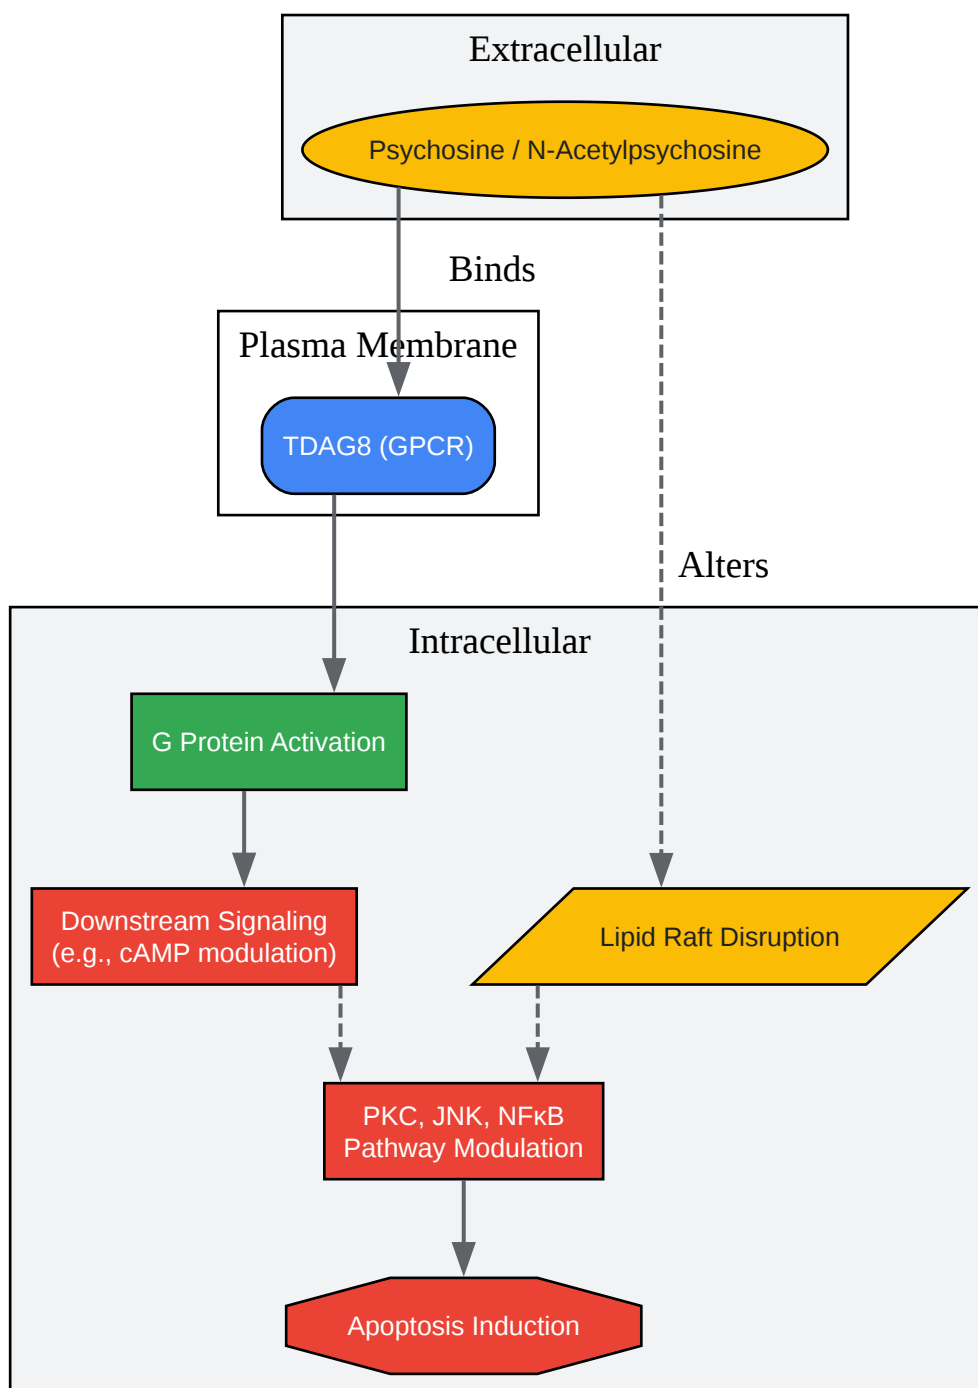 Extracellular
Psychosine / N-Acetylpsychosine
Binds
Plasma Membrane
TDAG8 (GPCR)
Alters
Intracellular
G Protein Activation
Downstream Signaling
(e.g., cAMP modulation)
Lipid Raft Disruption
PKC, JNK, NFκB
Pathway Modulation
Apoptosis Induction